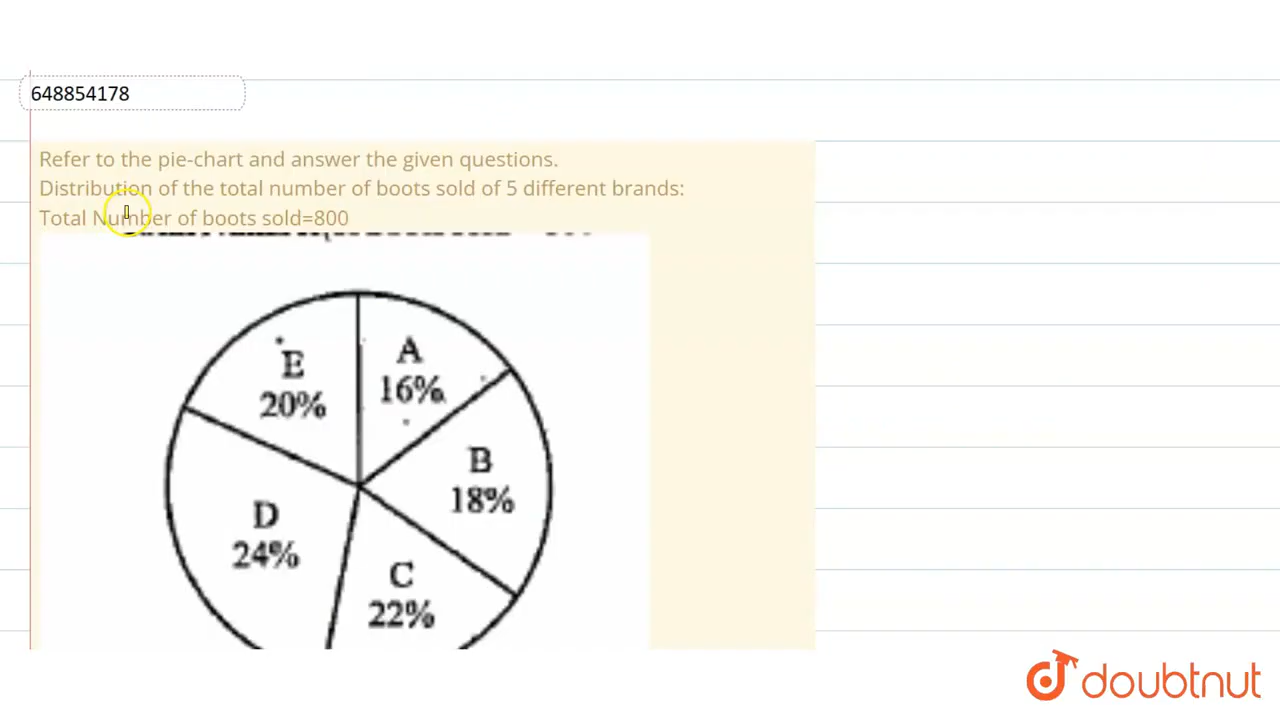 648854178
Refer to the pie-chart and answer the given questions.
Distribution of the total number of boots sold of 5 different brands:
Total Number of boots sold=800
E
20%
A
16%
B
18%
D
24%
C
22%
doubtnut